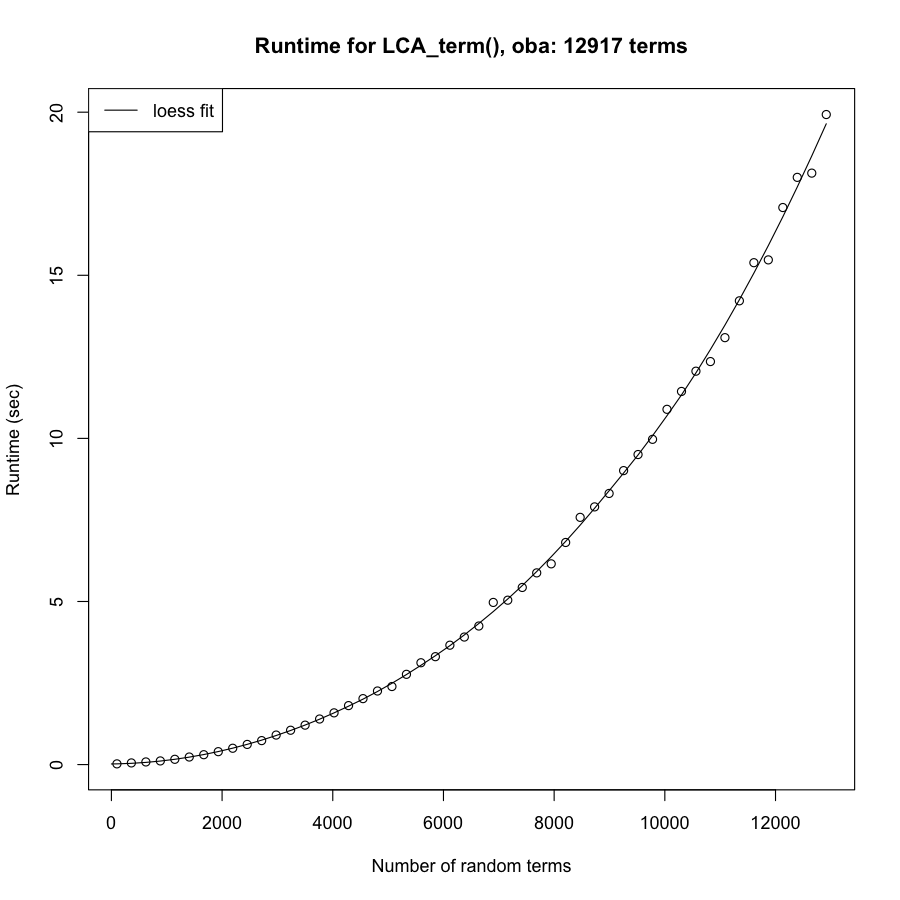 Runtime for LCA_term(), oba: 12917 terms
loess fit
20
15
10
5
0
Runtime (sec)
0 2000 4000 6000 8000 10000 12000
Number of random terms